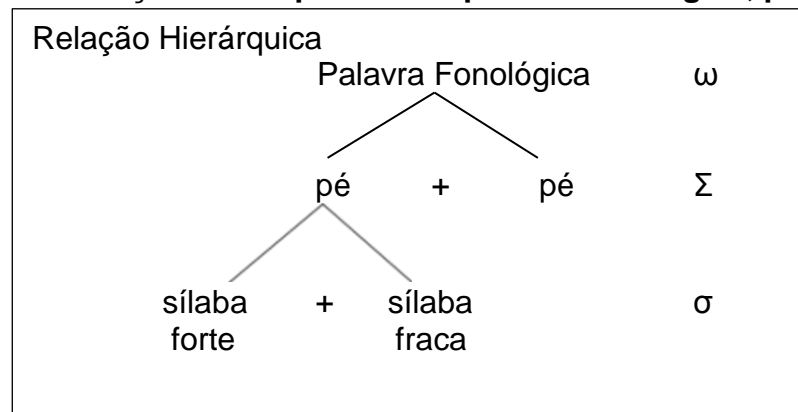 Relação Hierárquica
Palavra Fonológica ω
pé + pé Σ
sílaba + sílaba σ
forte fraca